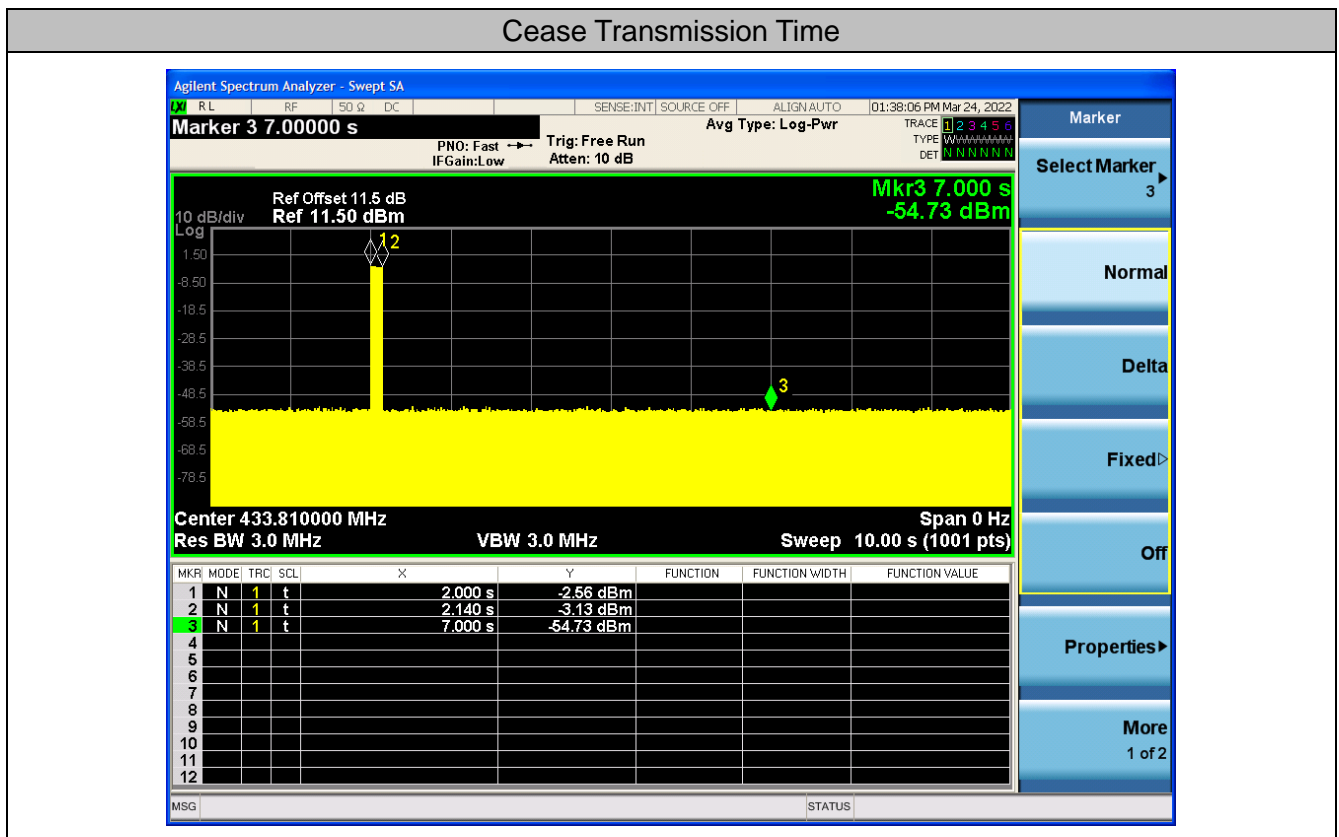 Cease Transmission Time
Agilent Spectrum Analyzer - Swept SA
LXI RL RF 50 Ω DC SENSE:INT SOURCE OFF ALIGN AUTO 01:38:06 PM Mar 24, 2022
Marker 3 7.00000 s
PNO: Fast
IFGain:Low
Trig: Free Run
Atten: 10 dB
Avg Type: Log-Pwr
TRACE 1 2 3 4 5 6
TYPE WWWWWW
DET N N N N N N
Ref Offset 11.5 dB
10 dB/div Ref 11.50 dBm
Log
Mkr3 7.000 s
-54.73 dBm
1 2
1.50
-8.50
-18.5
-28.5
-38.5
3
-48.5
-58.5
-68.5
-78.5
Center 433.810000 MHz Span 0 Hz
Res BW 3.0 MHz VBW 3.0 MHz Sweep 10.00 s (1001 pts)
MKR MODE TRC SCL X Y FUNCTION FUNCTION WIDTH FUNCTION VALUE
1 N 1 t 2.000 s -2.56 dBm
2 N 1 t 2.140 s -3.13 dBm
3 N 1 t 7.000 s -54.73 dBm
4
5
6
7
8
9
10
11
12
MSG STATUS
Marker
Select Marker
3
Normal
Delta
Fixed
Off
Properties
More
1 of 2